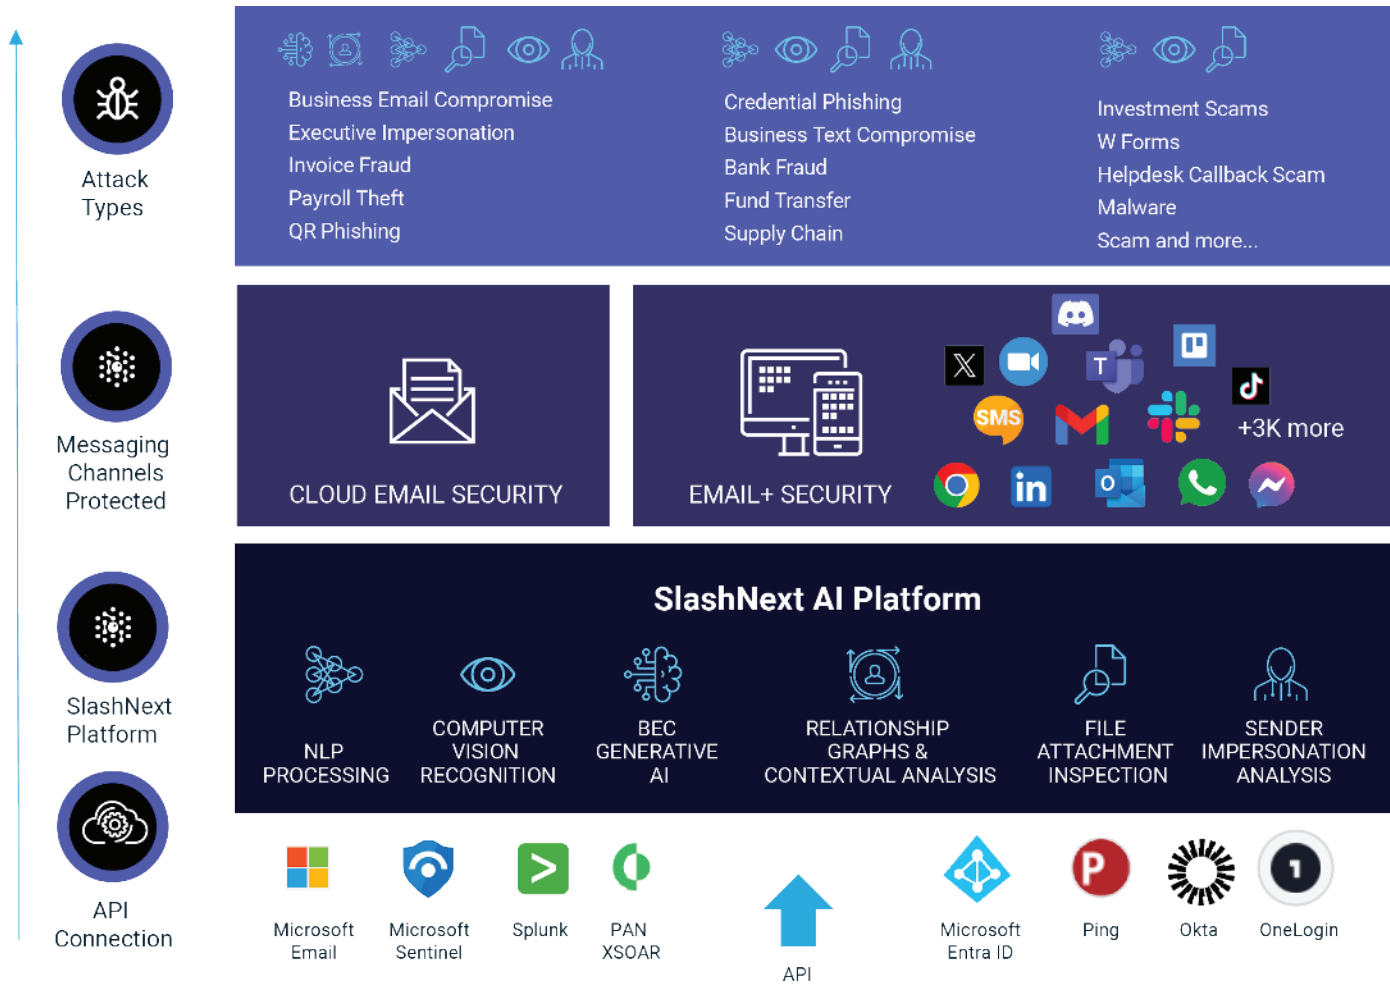 Attack
Types
Business Email Compromise
Executive Impersonation
Invoice Fraud
Payroll Theft
QR Phishing
Credential Phishing
Business Text Compromise
Bank Fraud
Fund Transfer
Supply Chain
Investment Scams
W Forms
Helpdesk Callback Scam
Malware
Scam and more...
Messaging
Channels
Protected
CLOUD EMAIL SECURITY
EMAIL+ SECURITY
X
T
SMS
+3K more
in
O
SlashNext
Platform
SlashNext AI Platform
NLP
PROCESSING
COMPUTER
VISION
RECOGNITION
BEC
GENERATIVE
AI
RELATIONSHIP
GRAPHS &
CONTEXTUAL ANALYSIS
FILE
ATTACHMENT
INSPECTION
SENDER
IMPERSONATION
ANALYSIS
API
Connection
Microsoft
Email
Microsoft
Sentinel
>
Splunk
PAN
XSOAR
API
Microsoft
Entra ID
P
Ping
Okta
1
OneLogin